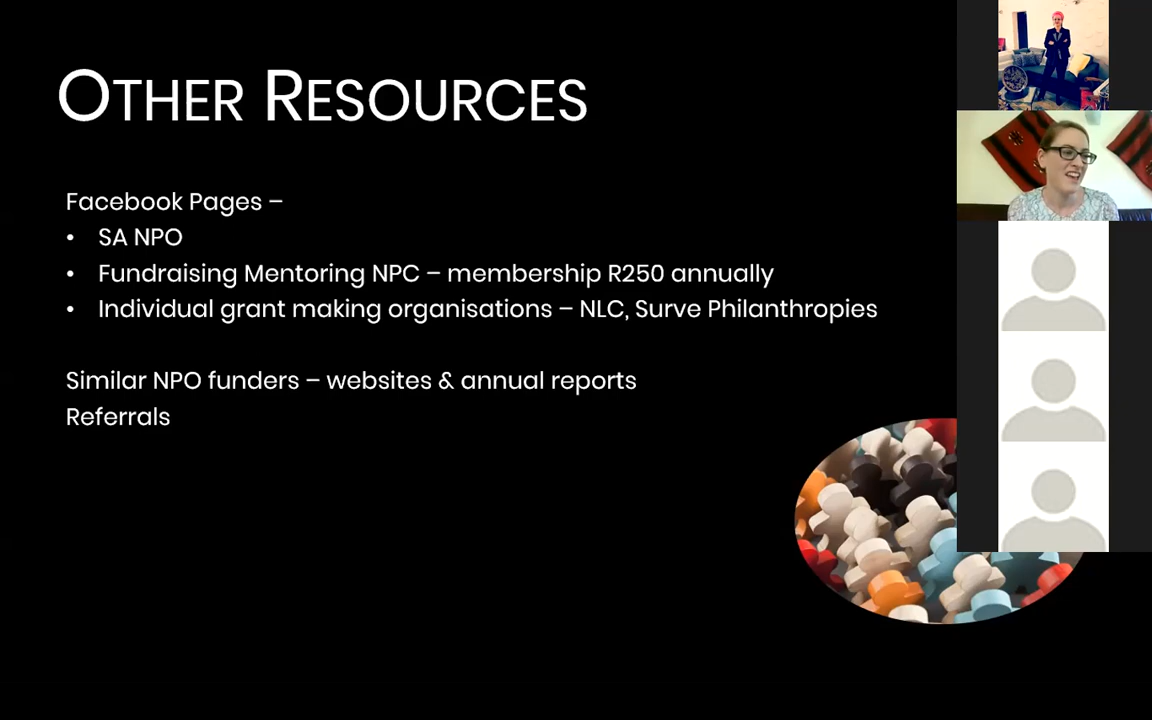 OTHER RESOURCES
Facebook Pages –
• SA NPO
• Fundraising Mentoring NPC – membership R250 annually
• Individual grant making organisations – NLC, Surve Philanthropies
Similar NPO funders – websites & annual reports
Referrals